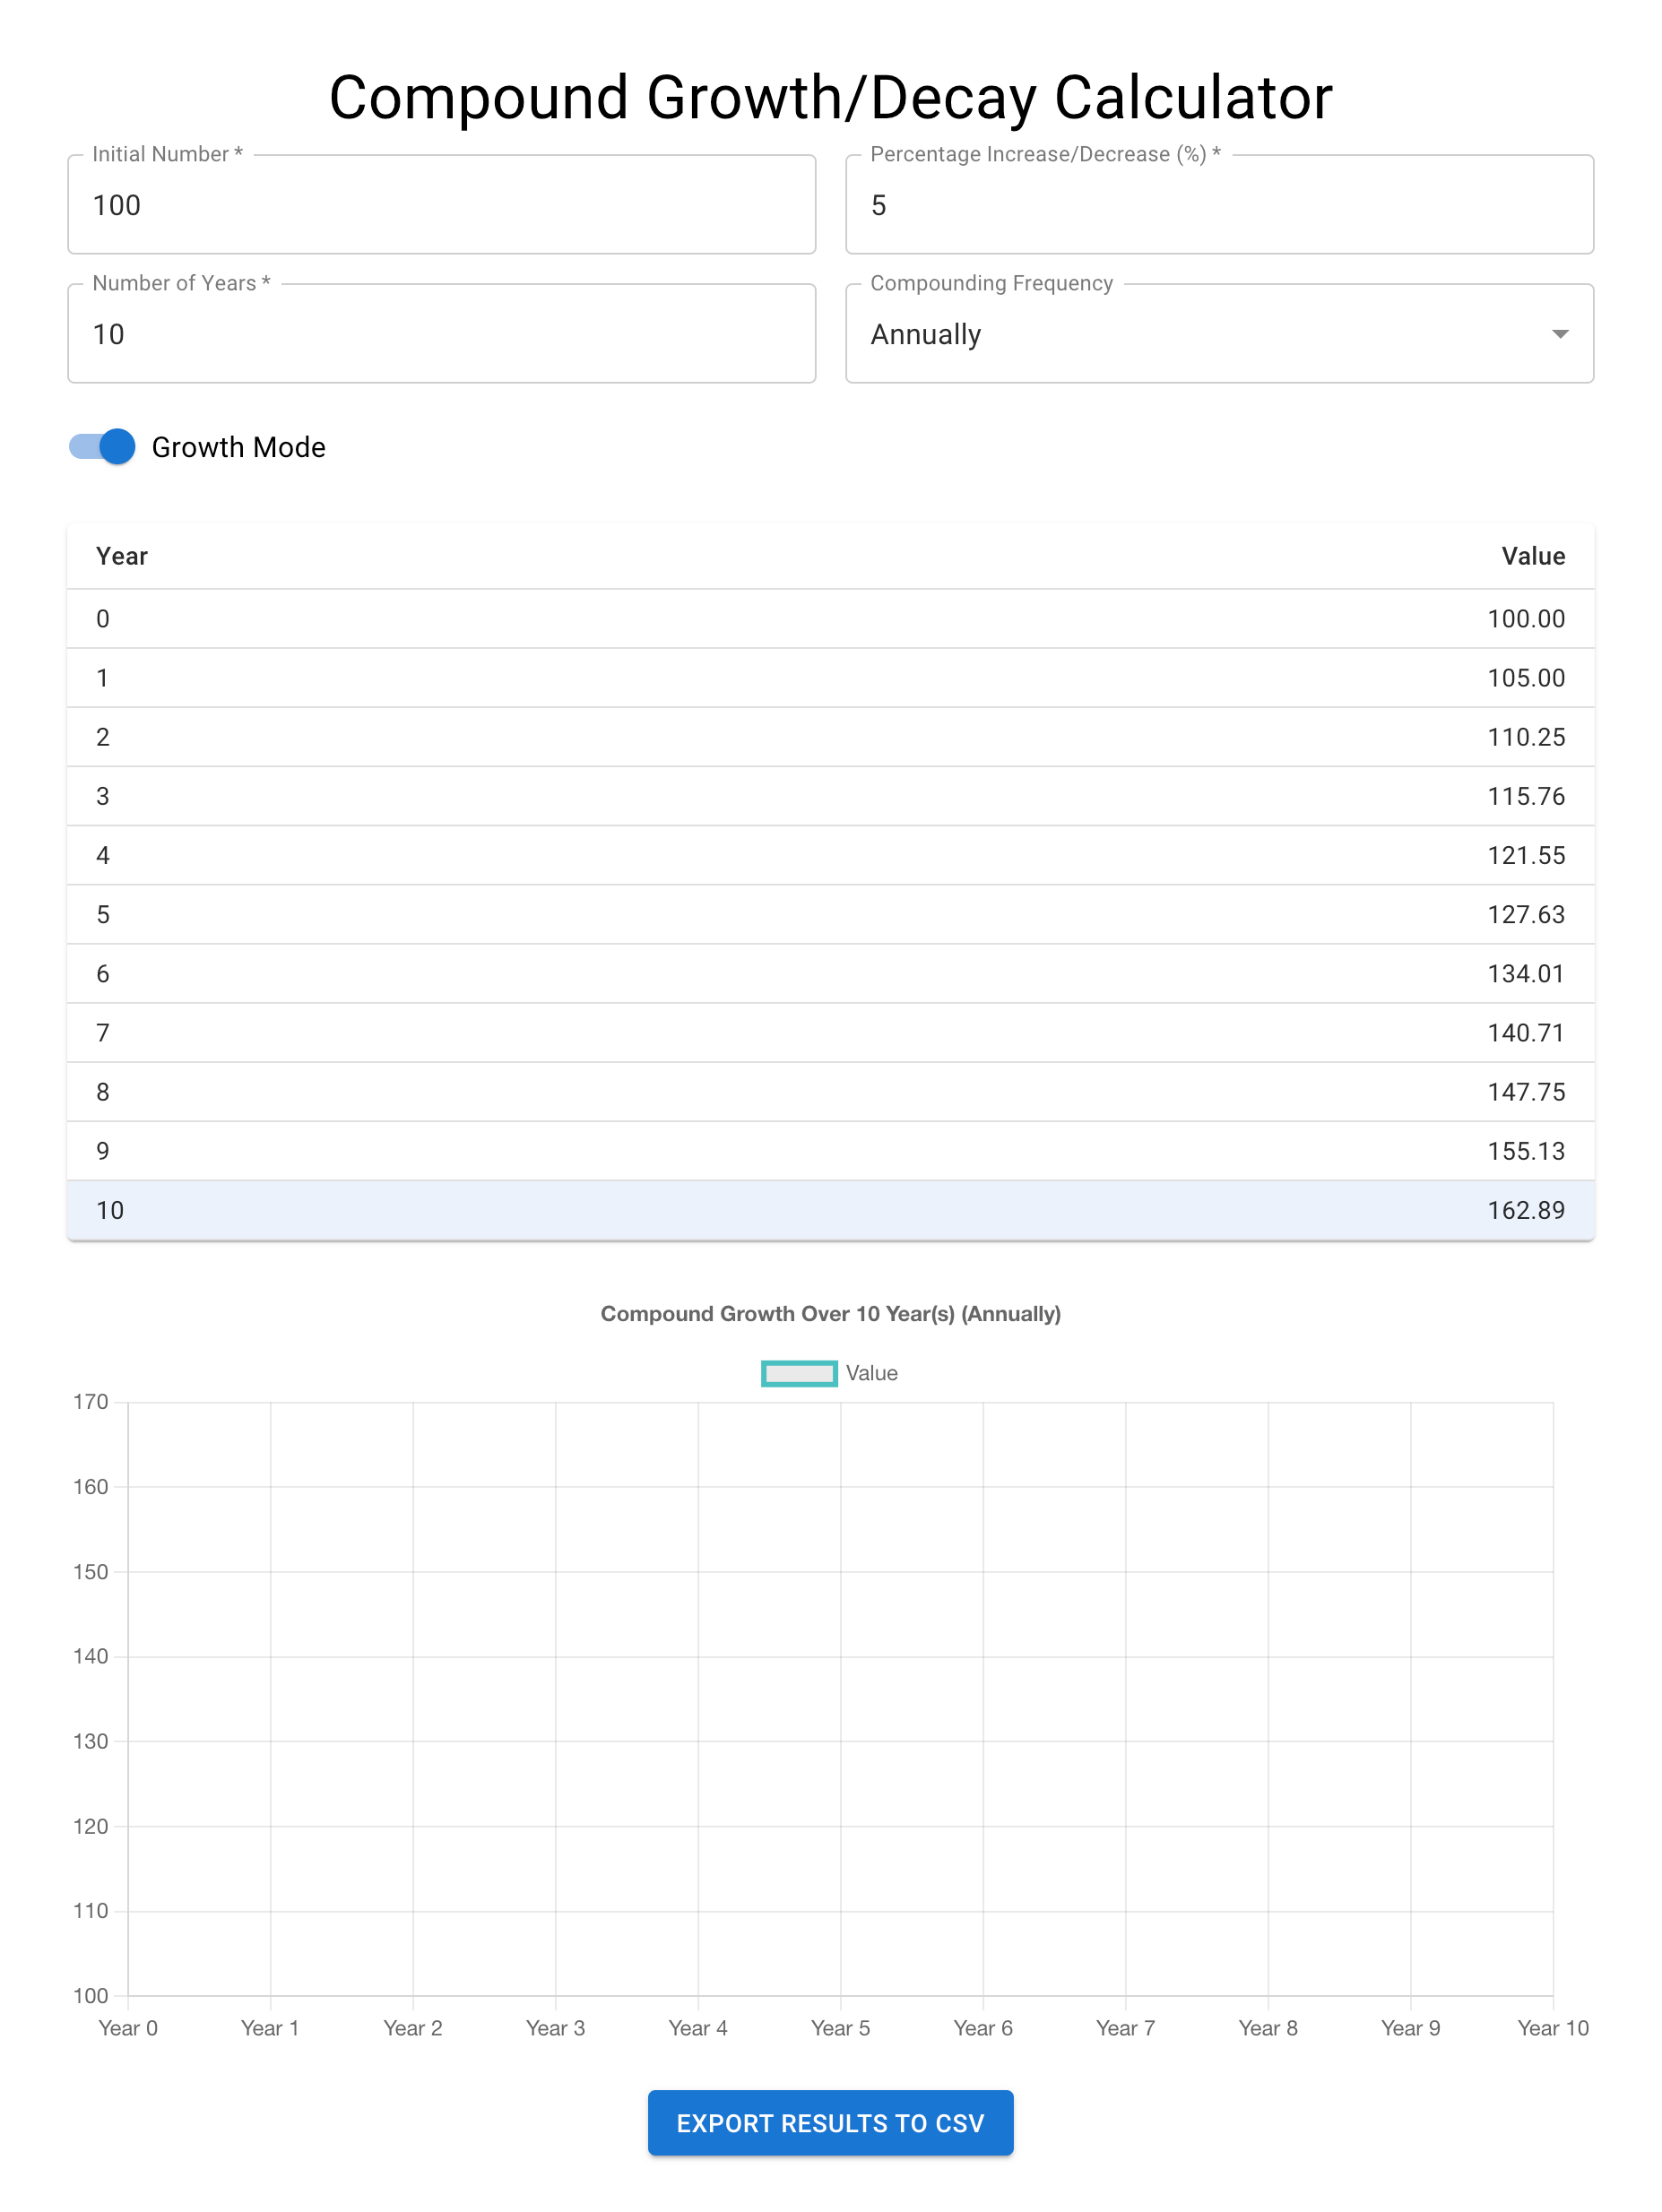 Compound Growth/Decay Calculator
Initial Number *
100
Percentage Increase/Decrease (%) *
5
Number of Years *
10
Compounding Frequency
Annually
Growth Mode
Year Value
0 100.00
1 105.00
2 110.25
3 115.76
4 121.55
5 127.63
6 134.01
7 140.71
8 147.75
9 155.13
10 162.89
Compound Growth Over 10 Year(s) (Annually)
Value
170
160
150
140
130
120
110
100
Year 0 Year 1 Year 2 Year 3 Year 4 Year 5 Year 6 Year 7 Year 8 Year 9 Year 10
EXPORT RESULTS TO CSV